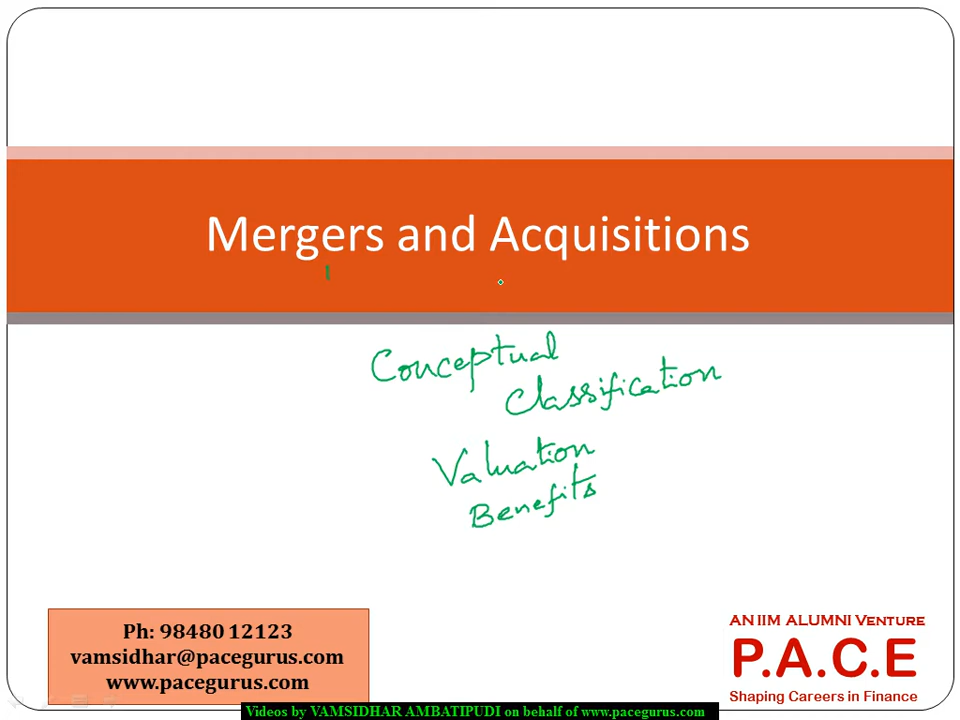 Mergers and Acquisitions
Conceptual
Classification
Valuation
Benefits
Ph: 98480 12123
vamsidhar@pacegurus.com
www.pacegurus.com
AN IIM ALUMNI VENTURE
P.A.C.E
Shaping Careers in Finance
Videos by VAMSIDHAR AMBATIPUDI on behalf of www.pacegurus.com